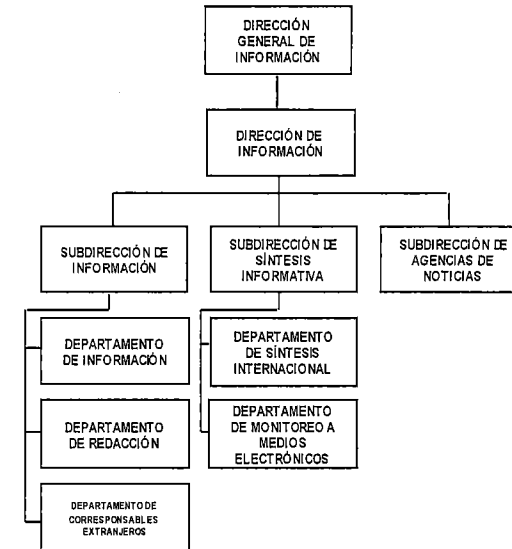 DIRECCIÓN
GENERAL DE
INFORMACIÓN
DIRECCIÓN DE
INFORMACIÓN
SUBDIRECCIÓN DE
INFORMACIÓN
SUBDIRECCIÓN DE
SÍNTESIS
INFORMATIVA
SUBDIRECCIÓN DE
AGENCIAS DE
NOTICIAS
DEPARTAMENTO
DE INFORMACIÓN
DEPARTAMENTO
DE REDACCIÓN
DEPARTAMENTO DE
CORRESPONSABLES
EXTRANJEROS
DEPARTAMENTO
DE SÍNTESIS
INTERNACIONAL
DEPARTAMENTO
DE MONITOREO A
MEDIOS
ELECTRÓNICOS